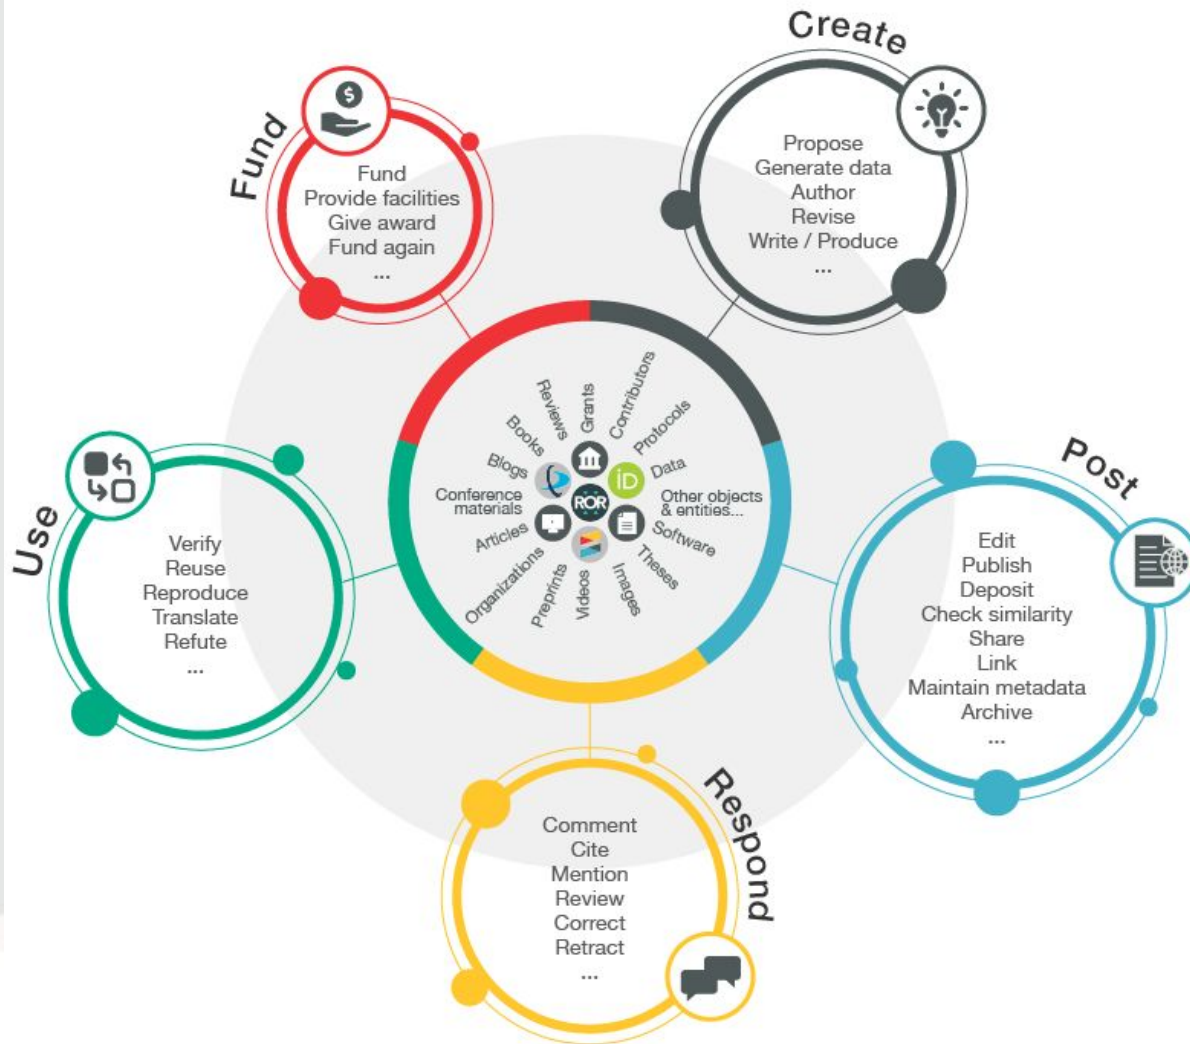 Create
Propose
Generate data
Author
Revise
Write / Produce
...
Fund
Fund
Provide facilities
Give award
Fund again
...
Post
Edit
Publish
Deposit
Check similarity
Share
Link
Maintain metadata
Archive
...
Respond
Comment
Cite
Mention
Review
Correct
Retract
...
Use
Verify
Reuse
Reproduce
Translate
Refute
...
Grants
Contributors
Protocols
Data
Other objects
& entities...
Software
Theses
Images
Videos
Preprints
Organizations
Articles
Conference
materials
Blogs
Books
Reviews
iD
ROR